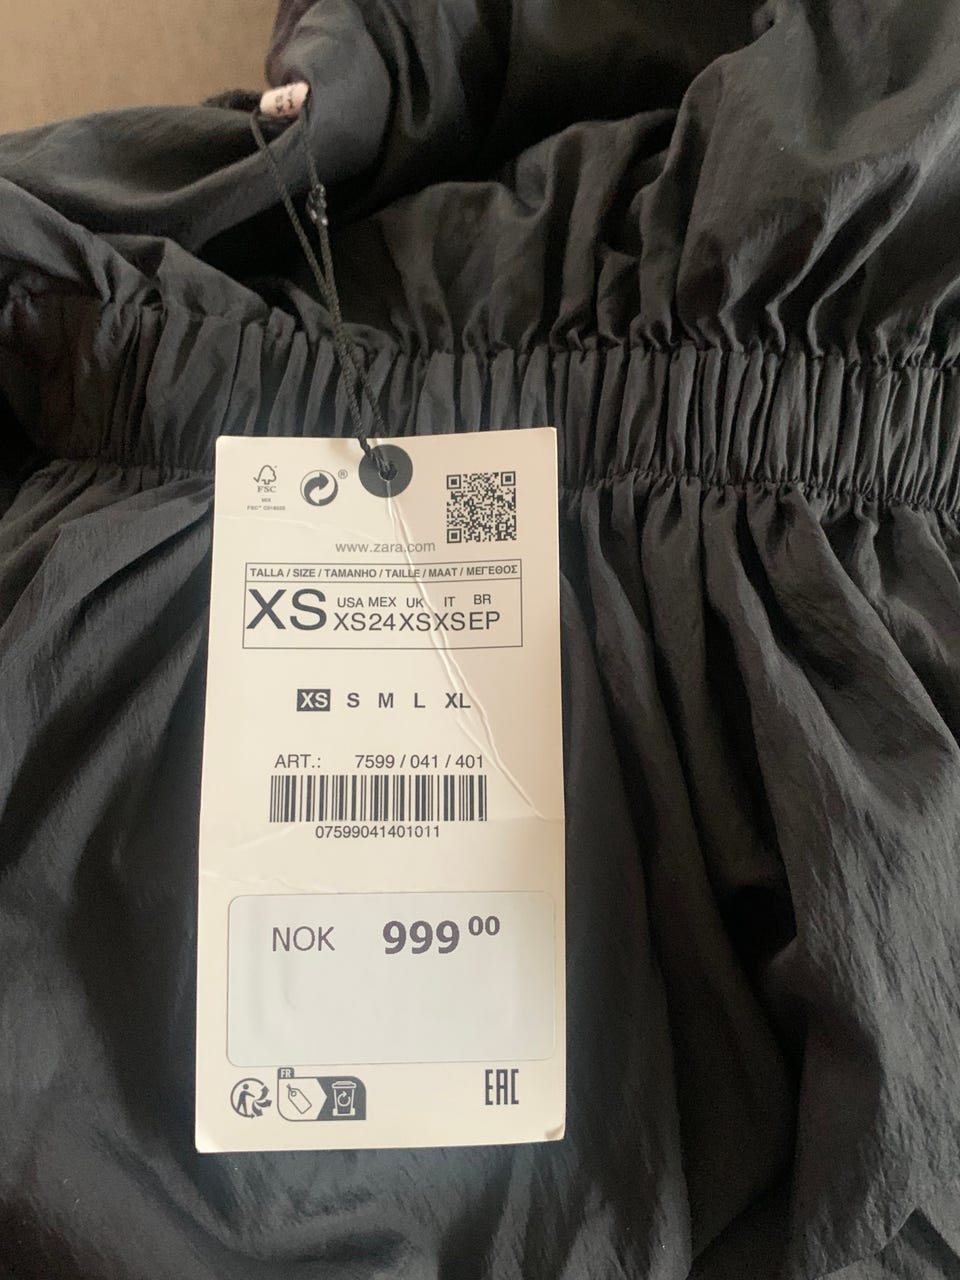 FSC
MIX
®
www.zara.com
TALLA / SIZE / TAMANHO / TAILLE / MAAT / ΜΕΓΕΘΟΣ
XS USA MEX UK IT BR
XS 24 XS XS EP
XS S M L XL
ART.: 7599 / 041 / 401
07599041401011
NOK 999 00
FR
EAC